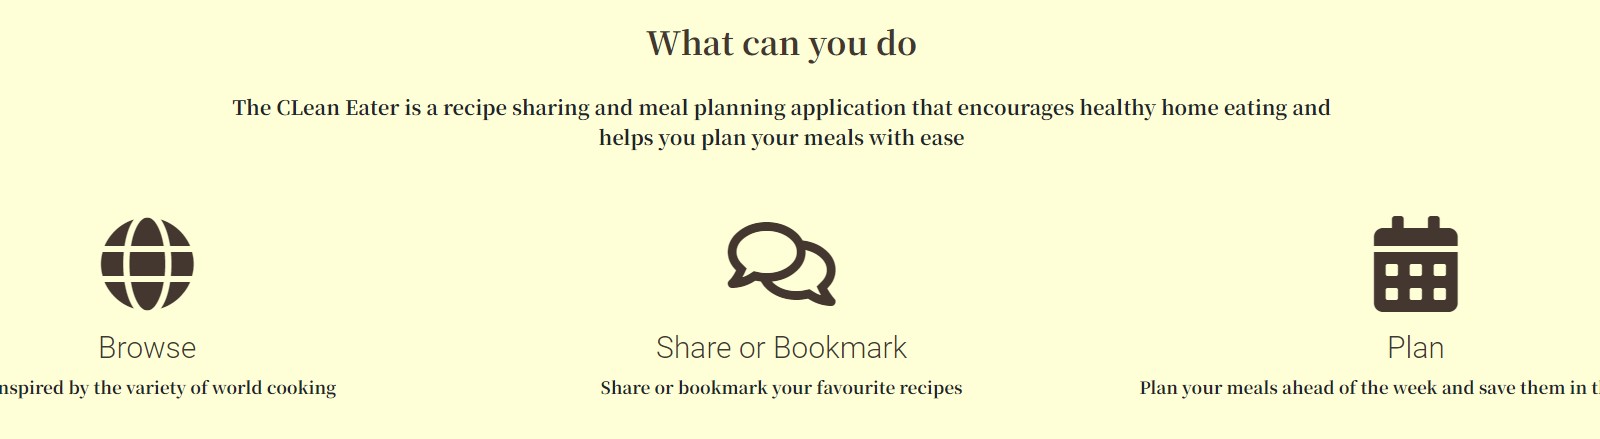 What can you do
The CLean Eater is a recipe sharing and meal planning application that encourages healthy home eating and
helps you plan your meals with ease
Browse
Share or Bookmark
Plan
by the variety of world cooking
Share or bookmark your favourite recipes
Plan your meals ahead of the week and save them in